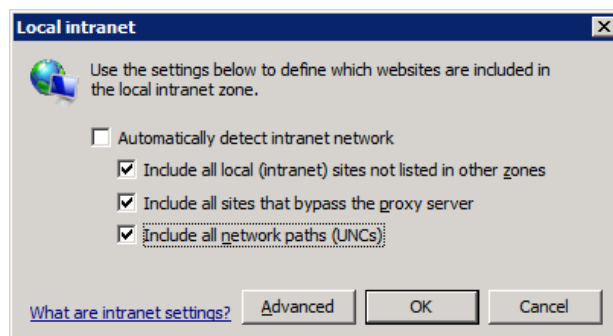 Local intranet
Use the settings below to define which websites are included in
the local intranet zone.
Automatically detect intranet network
Include all local (intranet) sites not listed in other zones
Include all sites that bypass the proxy server
Include all network paths (UNCs)
What are intranet settings? Advanced OK Cancel